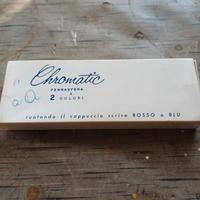 Chromatic
PENNASFERA
A
2 COLORI
ruotando il cappuccio scrive ROSSO o BLU